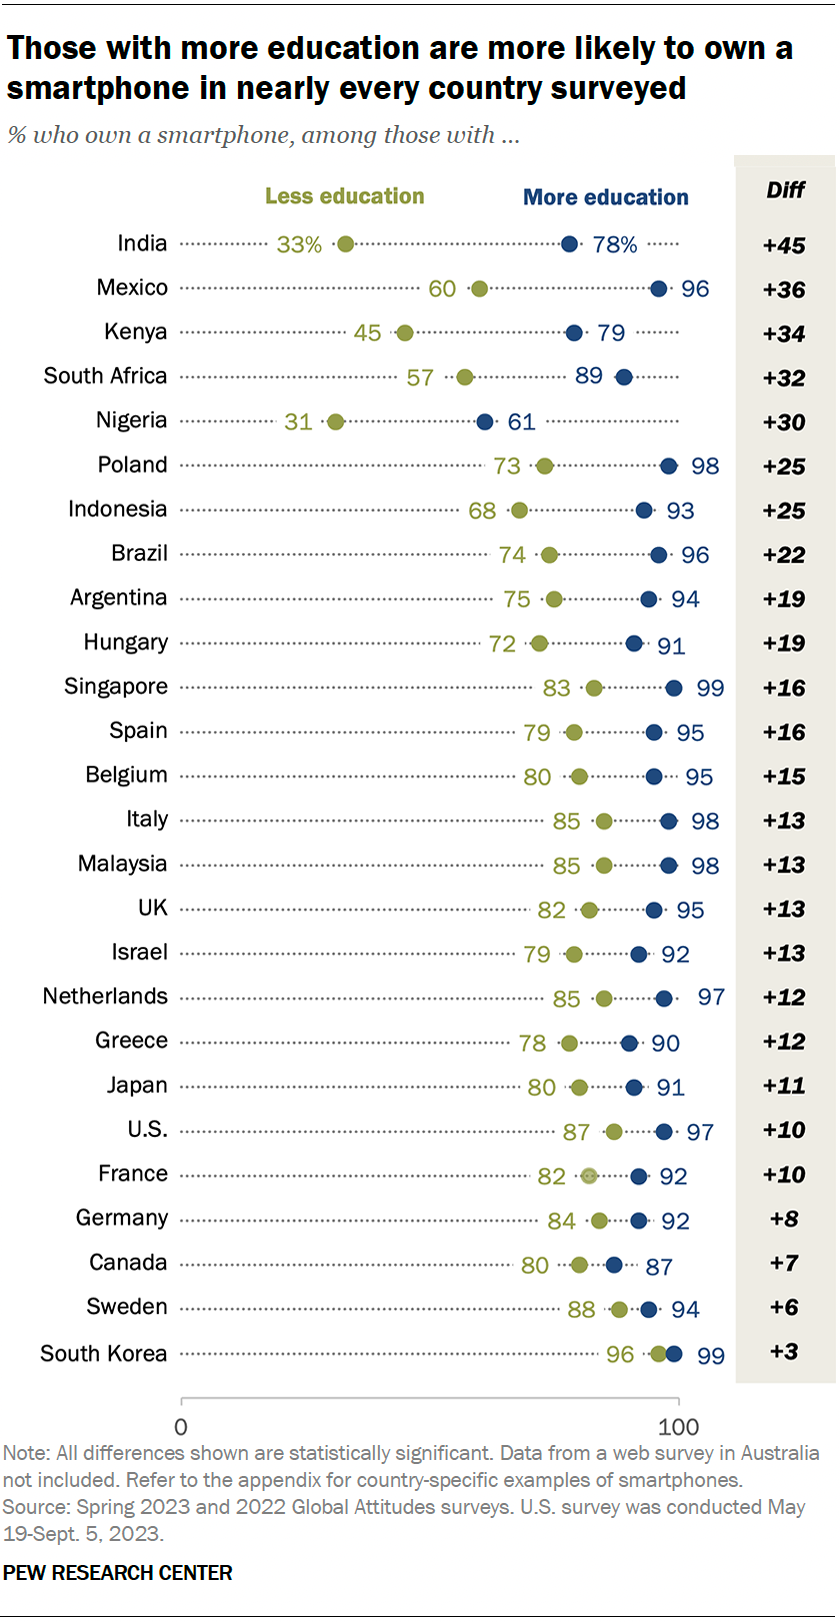 Those with more education are more likely to own a
smartphone in nearly every country surveyed
% who own a smartphone, among those with ...
Less education More education Diff
India 33% 78% +45
Mexico 60 96 +36
Kenya 45 79 +34
South Africa 57 89 +32
Nigeria 31 61 +30
Poland 73 98 +25
Indonesia 68 93 +25
Brazil 74 96 +22
Argentina 75 94 +19
Hungary 72 91 +19
Singapore 83 99 +16
Spain 79 95 +16
Belgium 80 95 +15
Italy 85 98 +13
Malaysia 85 98 +13
UK 82 95 +13
Israel 79 92 +13
Netherlands 85 97 +12
Greece 78 90 +12
Japan 80 91 +11
U.S. 87 97 +10
France 82 92 +10
Germany 84 92 +8
Canada 80 87 +7
Sweden 88 94 +6
South Korea 96 99 +3
0 100
Note: All differences shown are statistically significant. Data from a web survey in Australia
not included. Refer to the appendix for country-specific examples of smartphones.
Source: Spring 2023 and 2022 Global Attitudes surveys. U.S. survey was conducted May
19-Sept. 5, 2023.
PEW RESEARCH CENTER